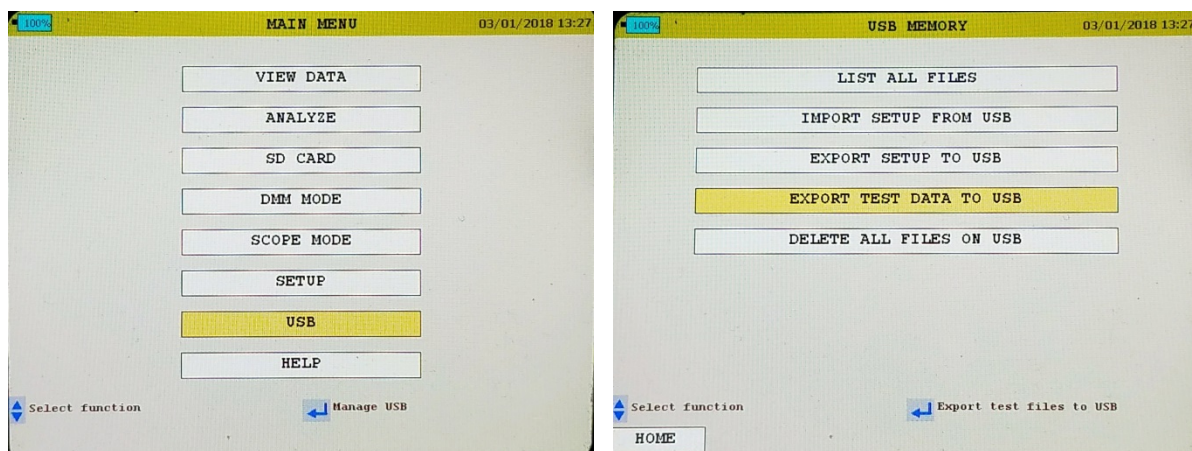 100% MAIN MENU 03/01/2018 13:27
VIEW DATA
ANALYZE
SD CARD
DMM MODE
SCOPE MODE
SETUP
USB
HELP
Select function Manage USB
100% USB MEMORY 03/01/2018 13:27
LIST ALL FILES
IMPORT SETUP FROM USB
EXPORT SETUP TO USB
EXPORT TEST DATA TO USB
DELETE ALL FILES ON USB
Select function Export test files to USB
HOME